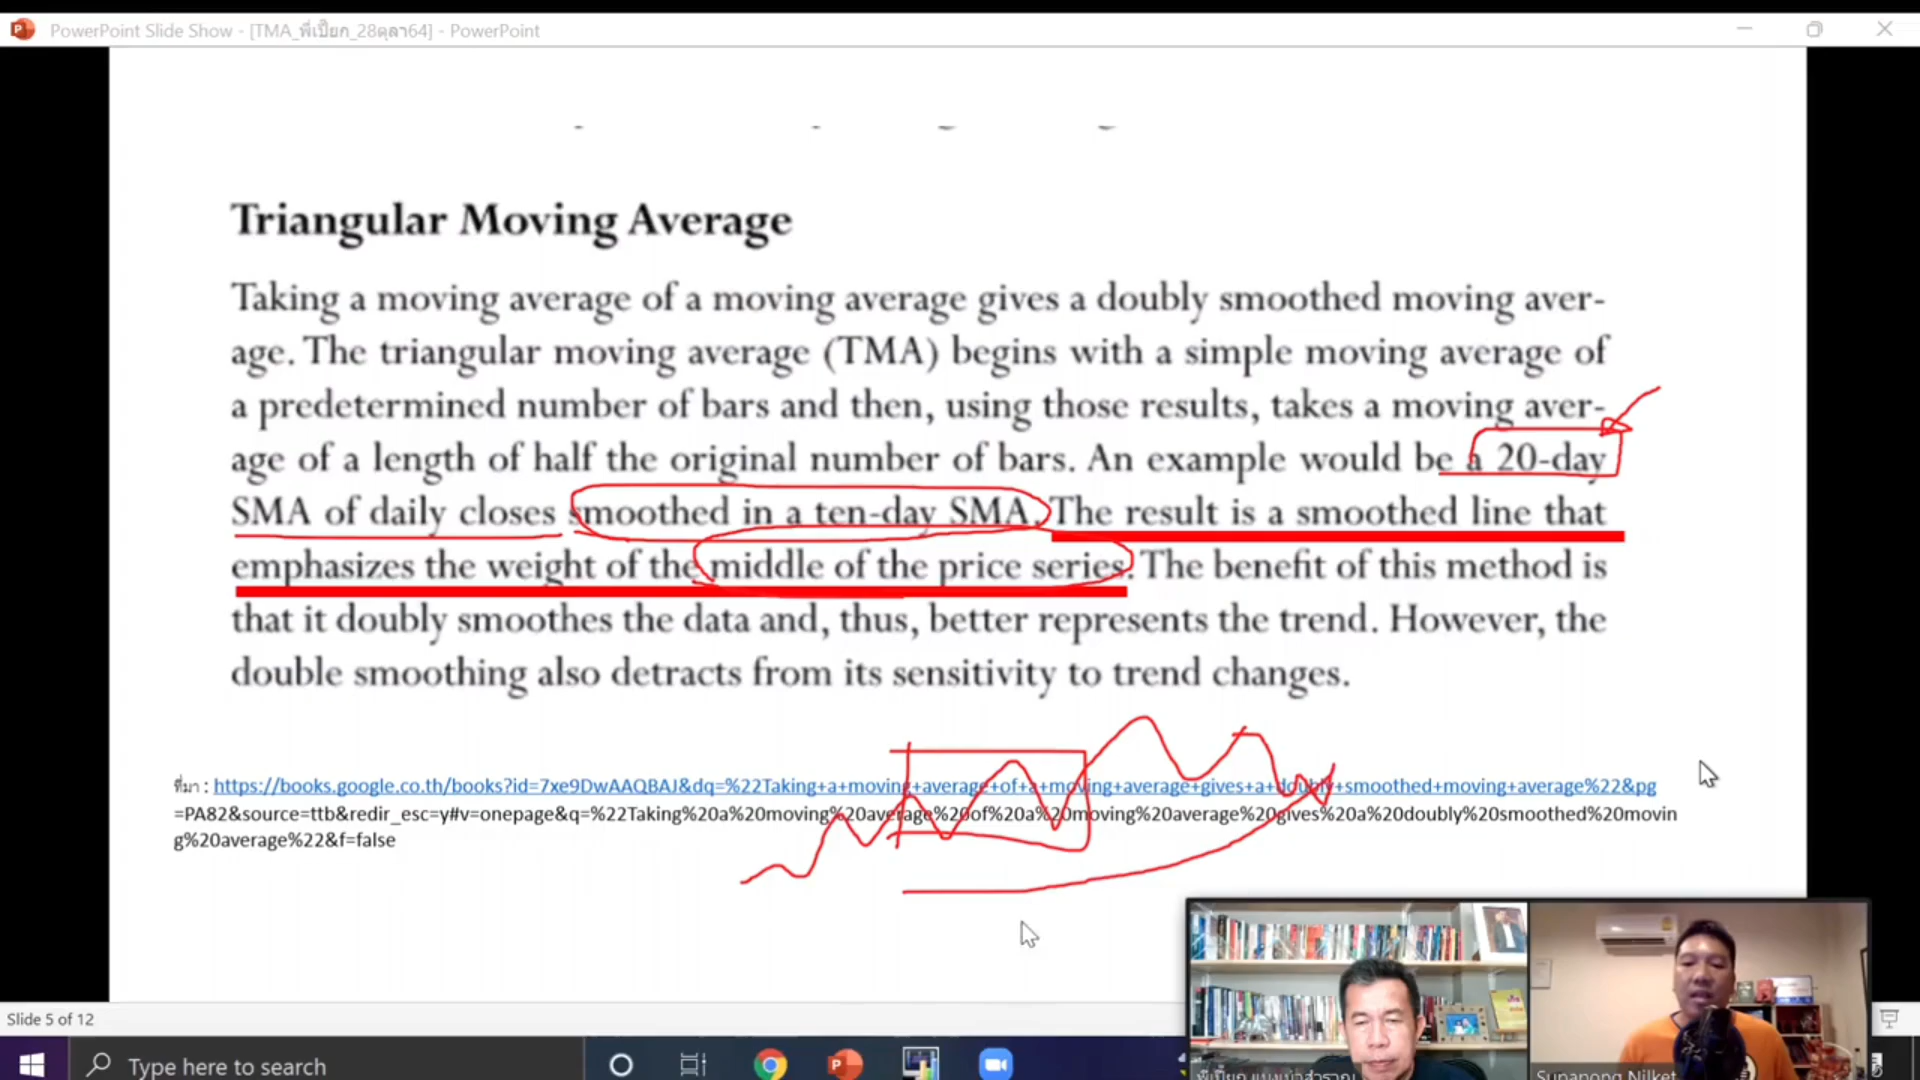 PowerPoint Slide Show - [TMA_พี่เปี๊ยก_28ตุลา64] - PowerPoint
Triangular Moving Average
Taking a moving average of a moving average gives a doubly smoothed moving aver-
age. The triangular moving average (TMA) begins with a simple moving average of
a predetermined number of bars and then, using those results, takes a moving aver-
age of a length of half the original number of bars. An example would be a 20-day
SMA of daily closes smoothed in a ten-day SMA. The result is a smoothed line that
emphasizes the weight of the middle of the price series. The benefit of this method is
that it doubly smoothes the data and, thus, better represents the trend. However, the
double smoothing also detracts from its sensitivity to trend changes.
ที่มา : https://books.google.co.th/books?id=7xe9DwAAQBAJ&dq=%22Taking+a+moving+average+of+a+moving+average+gives+a+doubly+smoothed+moving+average%22&pg
=PA82&source=ttb&redir_esc=y#v=onepage&q=%22Taking%20a%20moving%20average%20of%20a%20moving%20average%20gives%20a%20doubly%20smoothed%20movin
g%20average%22&f=false
Slide 5 of 12
Type here to search
Supapong Nilket